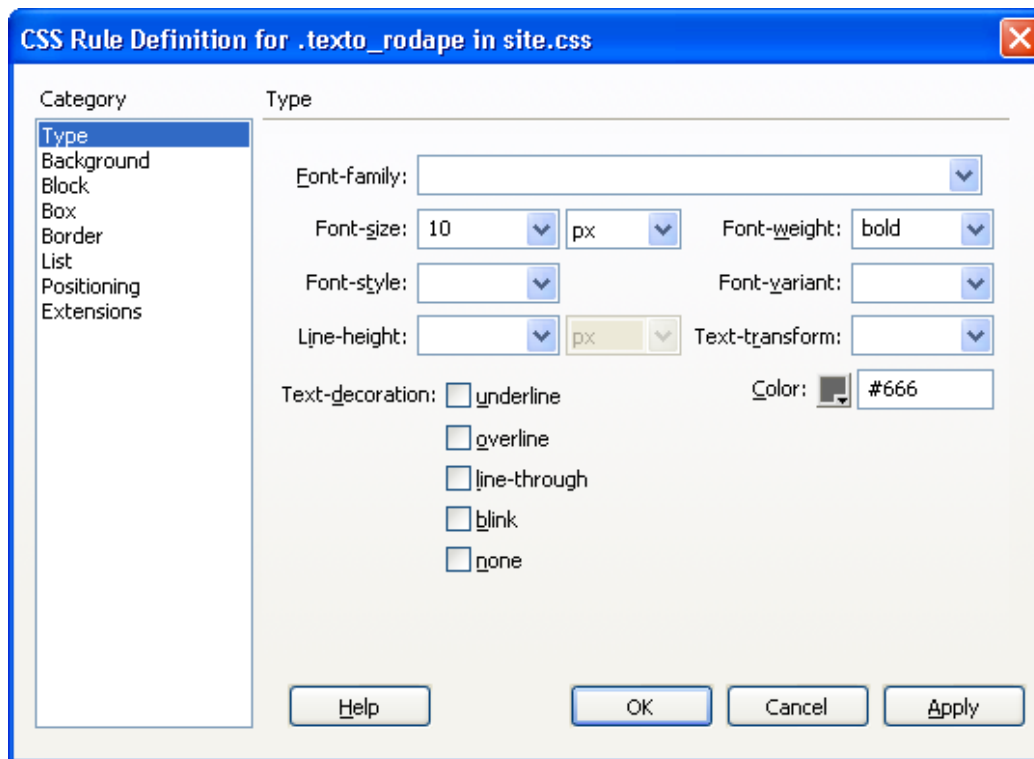 CSS Rule Definition for .texto_rodape in site.css
Category
Type
Type
Background
Block
Box
Border
List
Positioning
Extensions
Font-family:
Font-size: 10 px Font-weight: bold
Font-style: Font-variant:
Line-height: px Text-transform:
Text-decoration: underline Color: #666
overline
line-through
blink
none
Help OK Cancel Apply